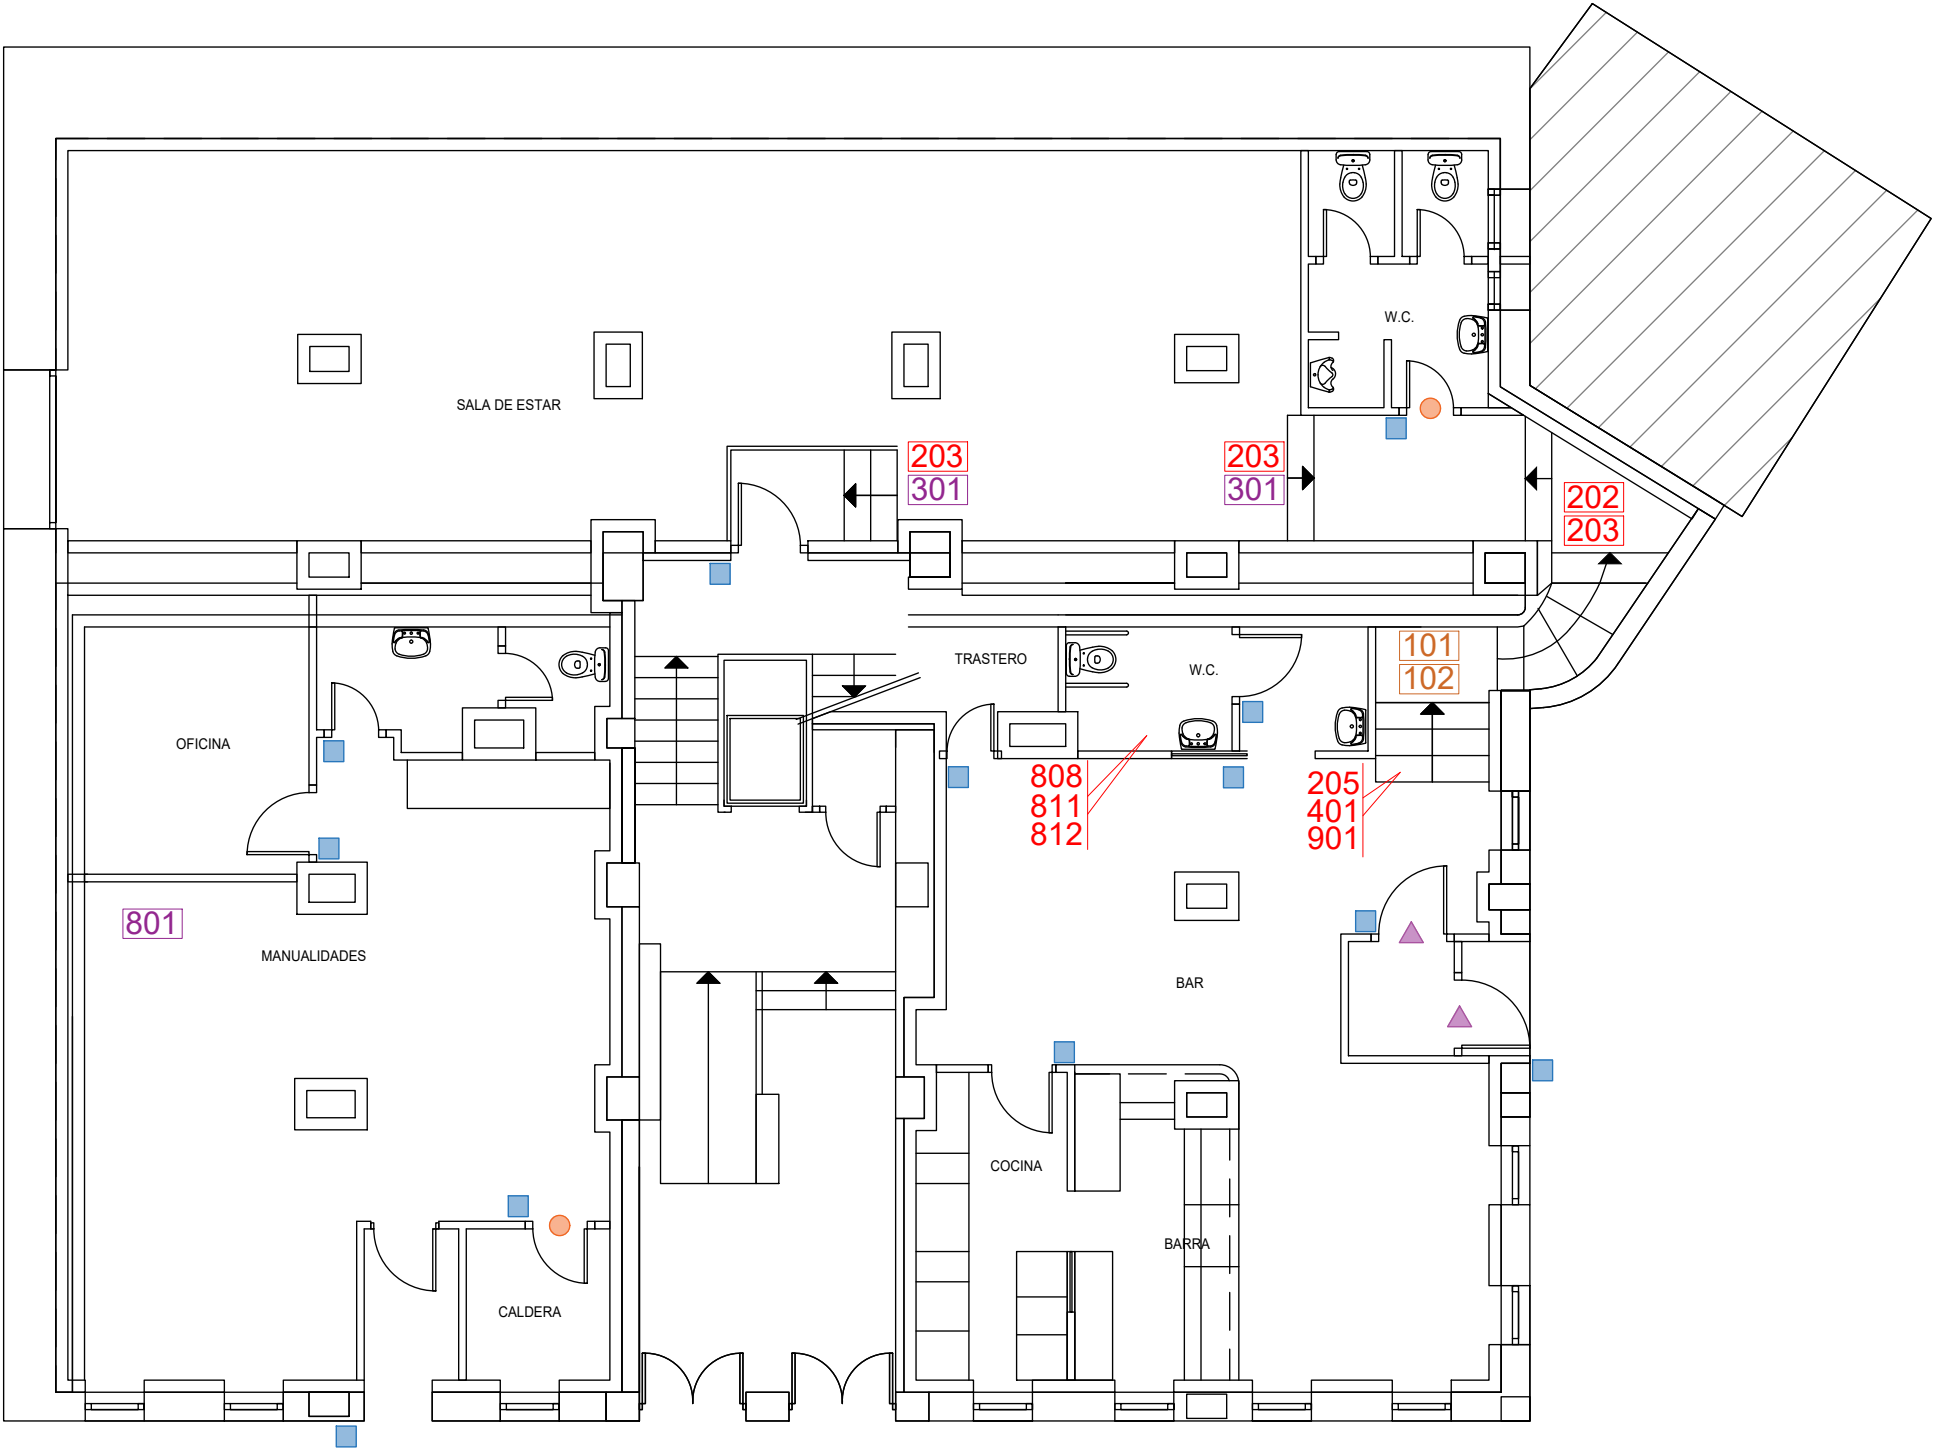 W.C.
SALA DE ESTAR
203
301
203
301
202
203
101
102
TRASTERO
W.C.
OFICINA
808
811
812
205
401
901
801
MANUALIDADES
BAR
COCINA
BARRA
CALDERA